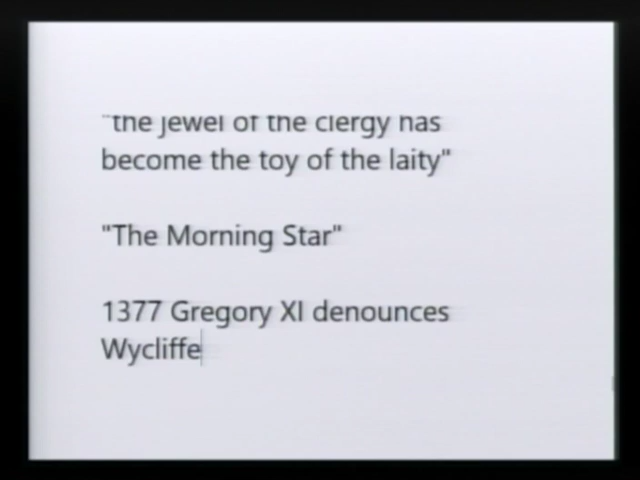 "the jewel of the clergy has
become the toy of the laity"
"The Morning Star"
1377 Gregory XI denounces
Wycliffe